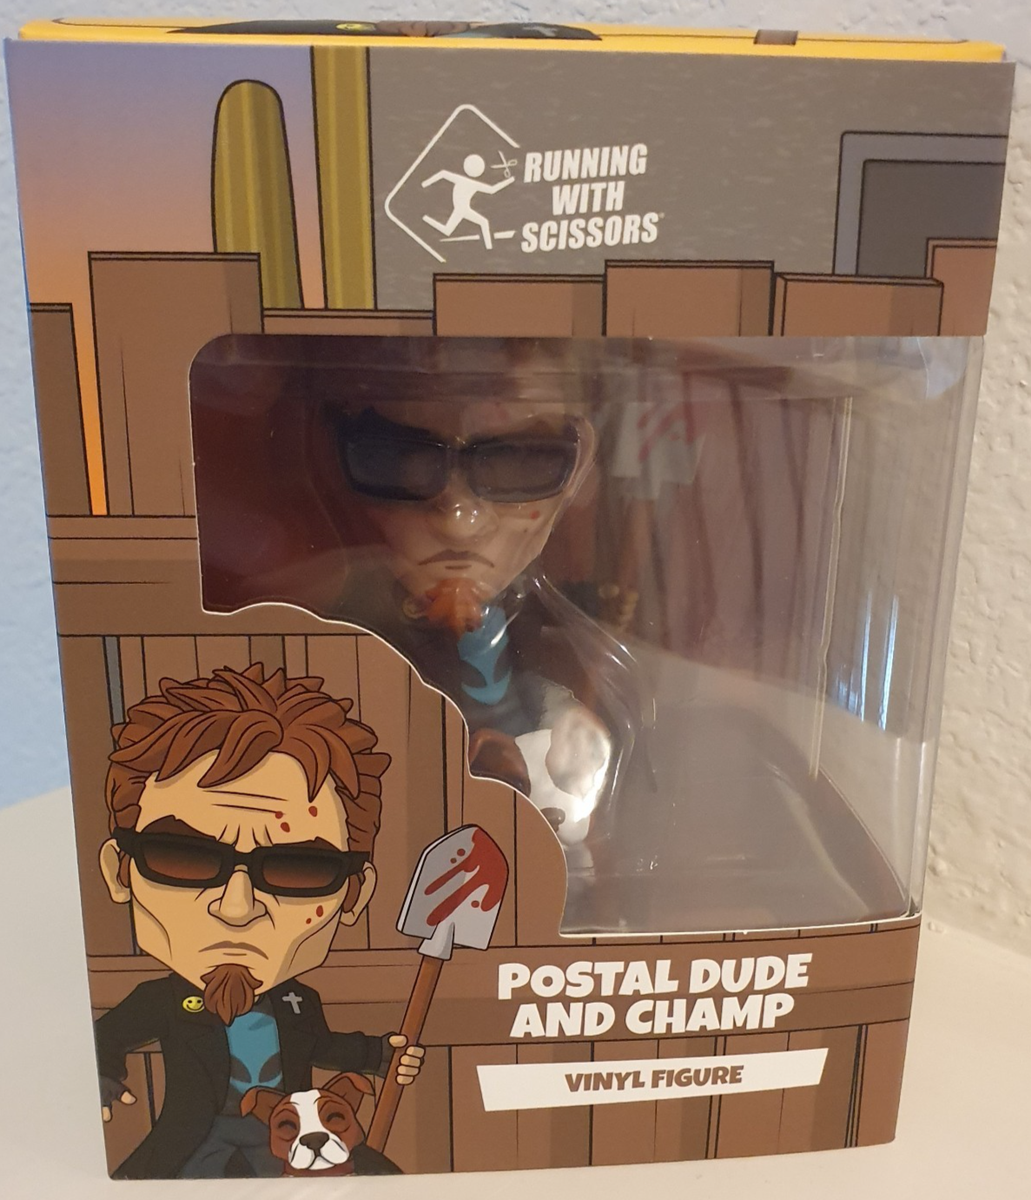 RUNNING
WITH
SCISSORS®
POSTAL DUDE
AND CHAMP
VINYL FIGURE